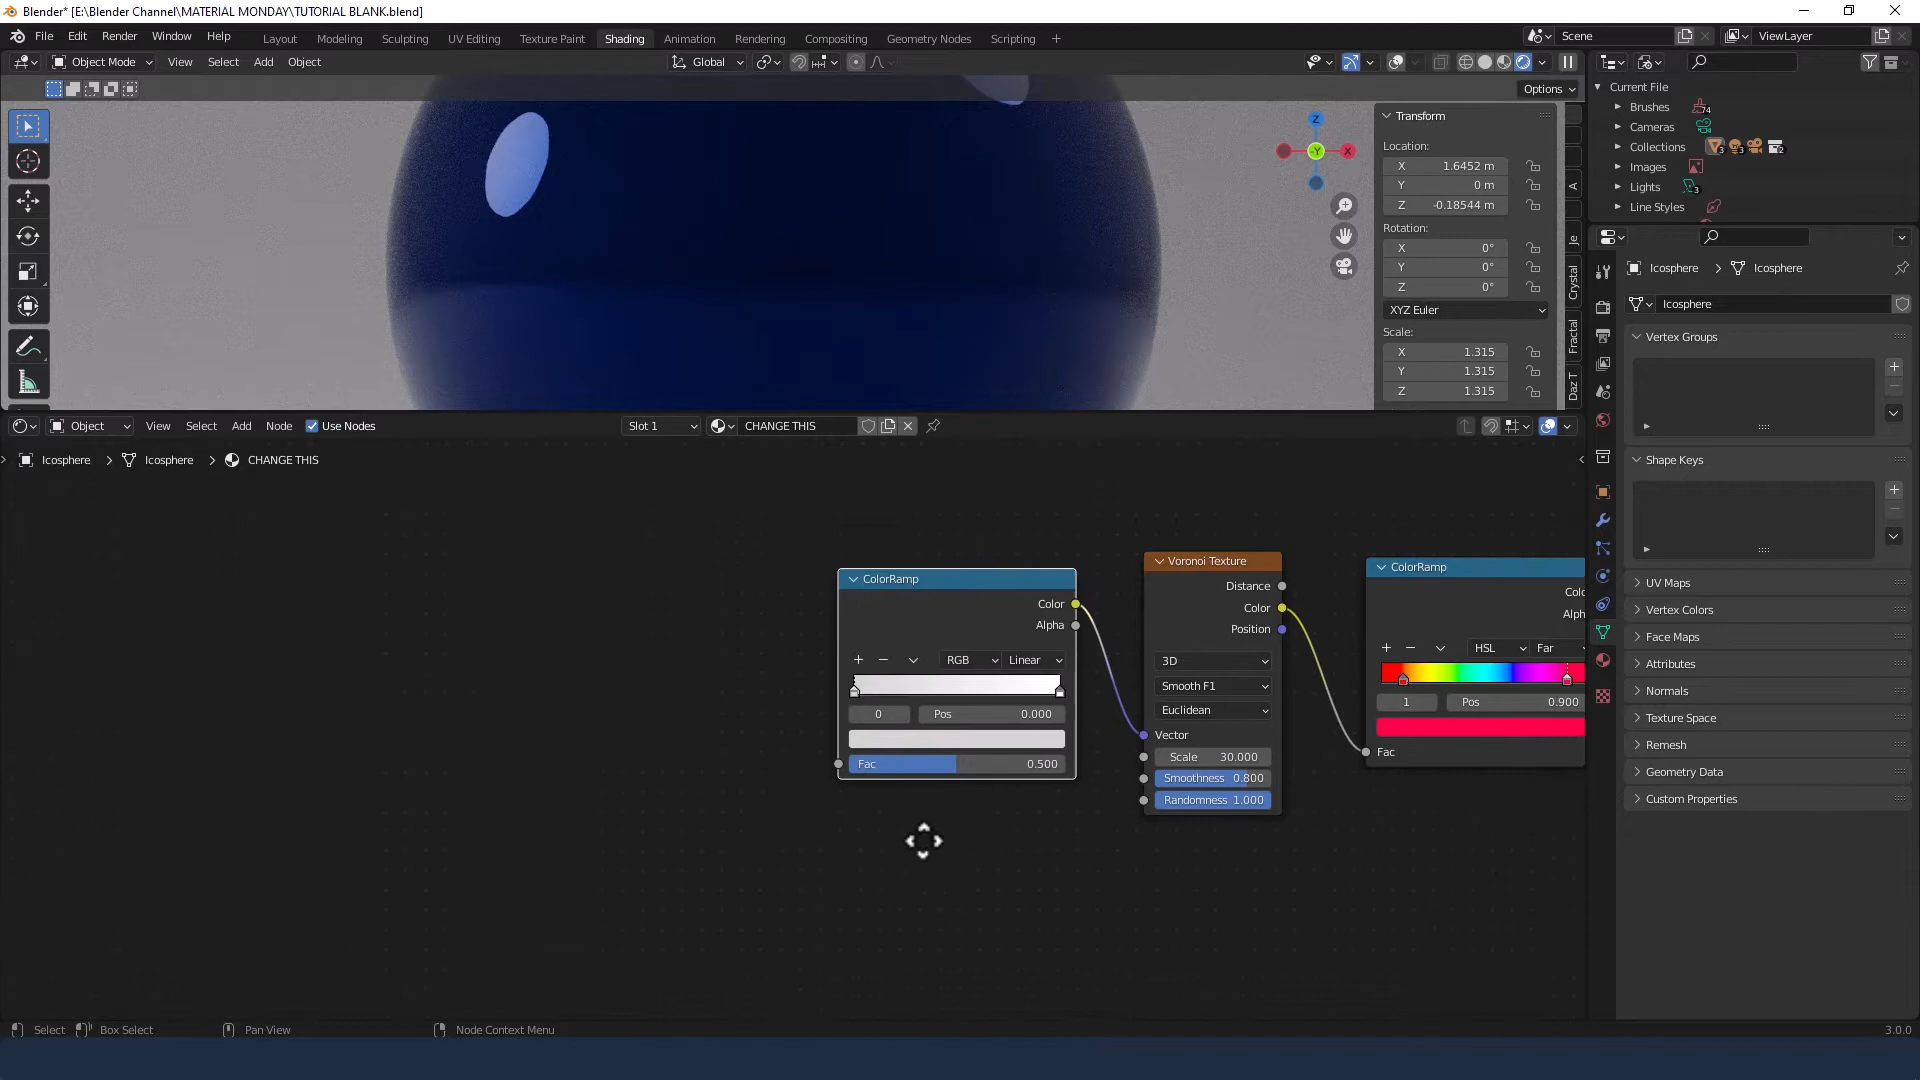 Blender* [E:\Blender Channel\MATERIAL MONDAY\TUTORIAL BLANK.blend]
File Edit Render Window Help Layout Modeling Sculpting UV Editing Texture Paint Shading Animation Rendering Compositing Geometry Nodes Scripting + Scene ViewLayer
Object Mode View Select Add Object Global
Options
Current File
Brushes 74
Cameras
Collections 3 3 2
Images
Lights 3
Line Styles
Transform
Location:
X 1.6452 m
Y 0 m
Z -0.18544 m
Rotation:
X 0°
Y 0°
Z 0°
XYZ Euler
Scale:
X 1.315
Y 1.315
Z 1.315
Z
-Y
X
A
Je
Crystal
Fractal
Daz T
Icosphere > Icosphere
Icosphere
Vertex Groups
Shape Keys
UV Maps
Vertex Colors
Face Maps
Attributes
Normals
Texture Space
Remesh
Geometry Data
Custom Properties
Object View Select Add Node Use Nodes Slot 1 CHANGE THIS
Icosphere > Icosphere > CHANGE THIS
ColorRamp
Color
Alpha
RGB Linear
0 Pos 0.000
Fac 0.500
Voronoi Texture
Distance
Color
Position
3D
Smooth F1
Euclidean
Vector
Scale 30.000
Smoothness 0.800
Randomness 1.000
ColorRamp
Colo
Alph
HSL Far
1 Pos 0.900
Fac
Select Box Select Pan View Node Context Menu 3.0.0